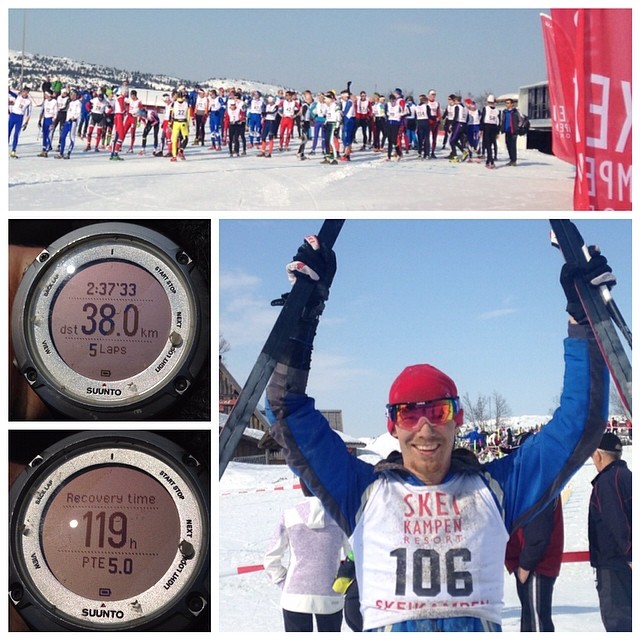 BACK LAP
START STOP
2:37'33
dst 38.0 km
5 Laps
VIEW
NEXT
LIGHT LOCK
SUUNTO
BACK LAP
START STOP
Recovery time
119 h
PTE 5.0
VIEW
NEXT
LIGHT LOCK
SUUNTO
SKEI
KAMPEN
RESORT
106
SKEIKAMPEN